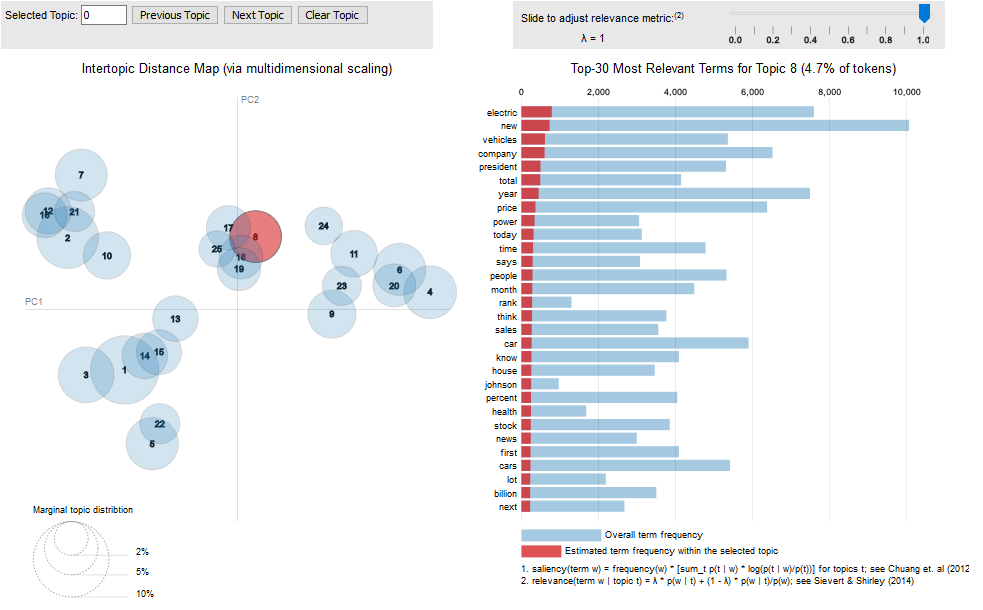 Selected Topic: 0 Previous Topic Next Topic Clear Topic
Slide to adjust relevance metric:(2)
λ = 1
0.0 0.2 0.4 0.6 0.8 1.0
Intertopic Distance Map (via multidimensional scaling)
PC2
PC1
7
12
21
2
10
17
8
25
18
19
24
11
6
23
20
4
9
13
15
14
1
3
22
5
Marginal topic distribtion
2%
5%
10%
Top-30 Most Relevant Terms for Topic 8 (4.7% of tokens)
0 2,000 4,000 6,000 8,000 10,000
electric
new
vehicles
company
president
total
year
price
power
today
time
says
people
month
rank
think
sales
car
know
house
johnson
percent
health
stock
news
first
cars
lot
billion
next
Overall term frequency
Estimated term frequency within the selected topic
1. saliency(term w) = frequency(w) * [sum_t p(t | w) * log(p(t | w)/p(t))] for topics t; see Chuang et. al (2012
2. relevance(term w | topic t) = λ * p(w | t) + (1 - λ) * p(w | t)/p(w); see Sievert & Shirley (2014)